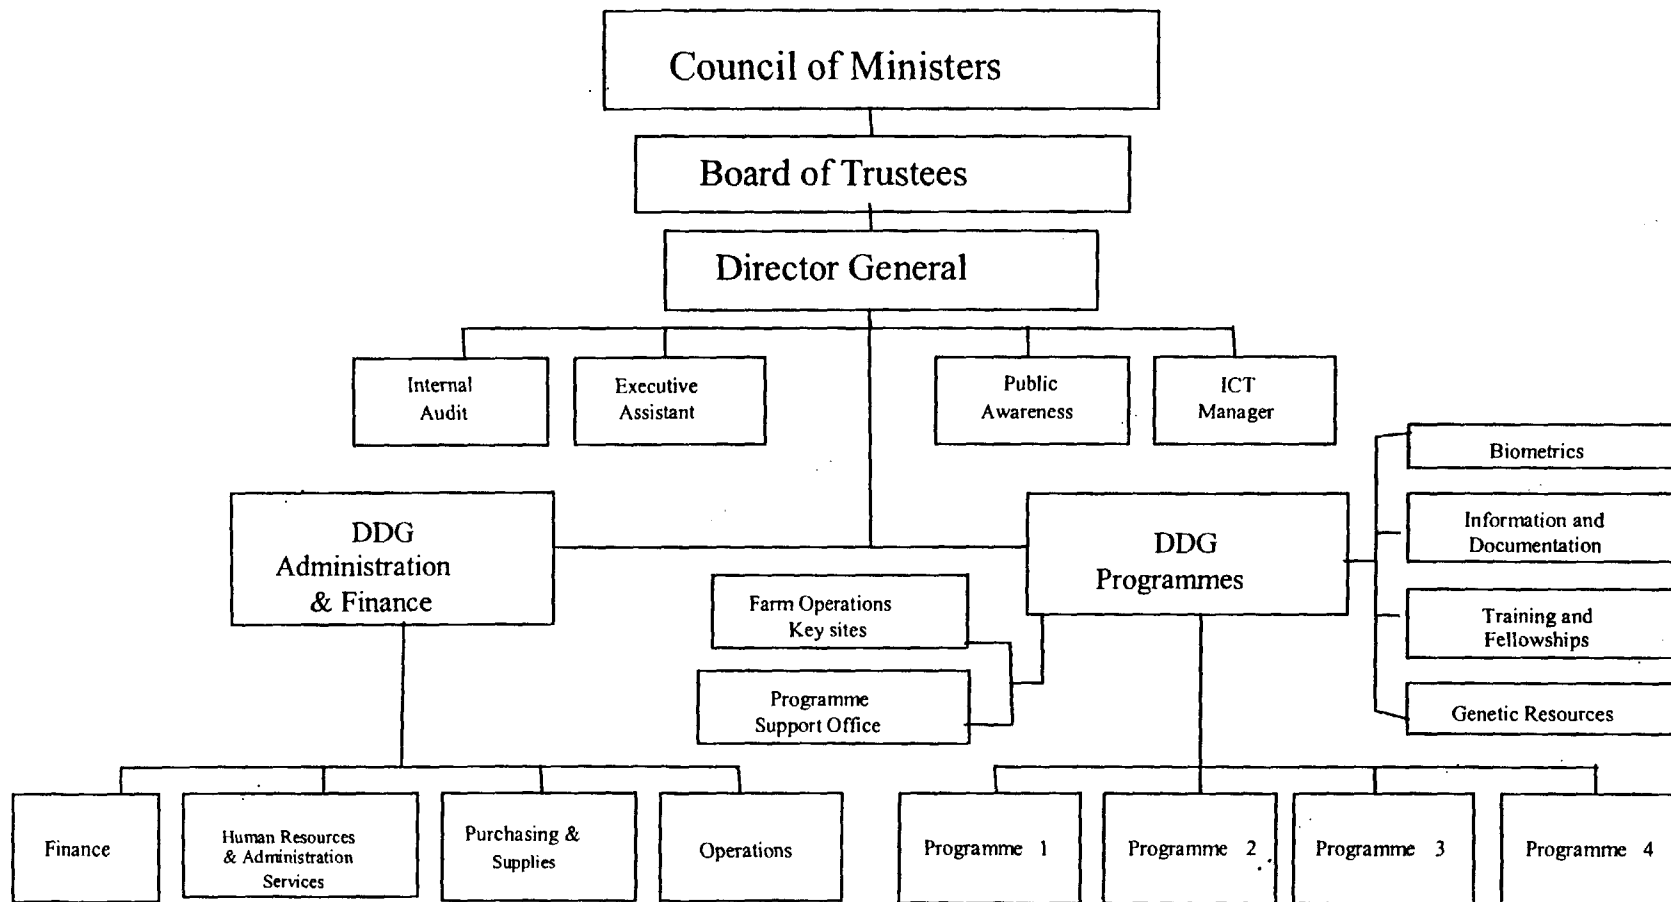 Council of Ministers
Board of Trustees
Director General
Internal
Audit
Executive
Assistant
Public
Awareness
ICT
Manager
DDG
Administration
& Finance
DDG
Programmes
Biometrics
Information and
Documentation
Training and
Fellowships
Genetic Resources
Farm Operations
Key sites
Programme
Support Office
Finance
Human Resources
& Administration
Services
Purchasing &
Supplies
Operations
Programme 1
Programme 2
Programme 3
Programme 4